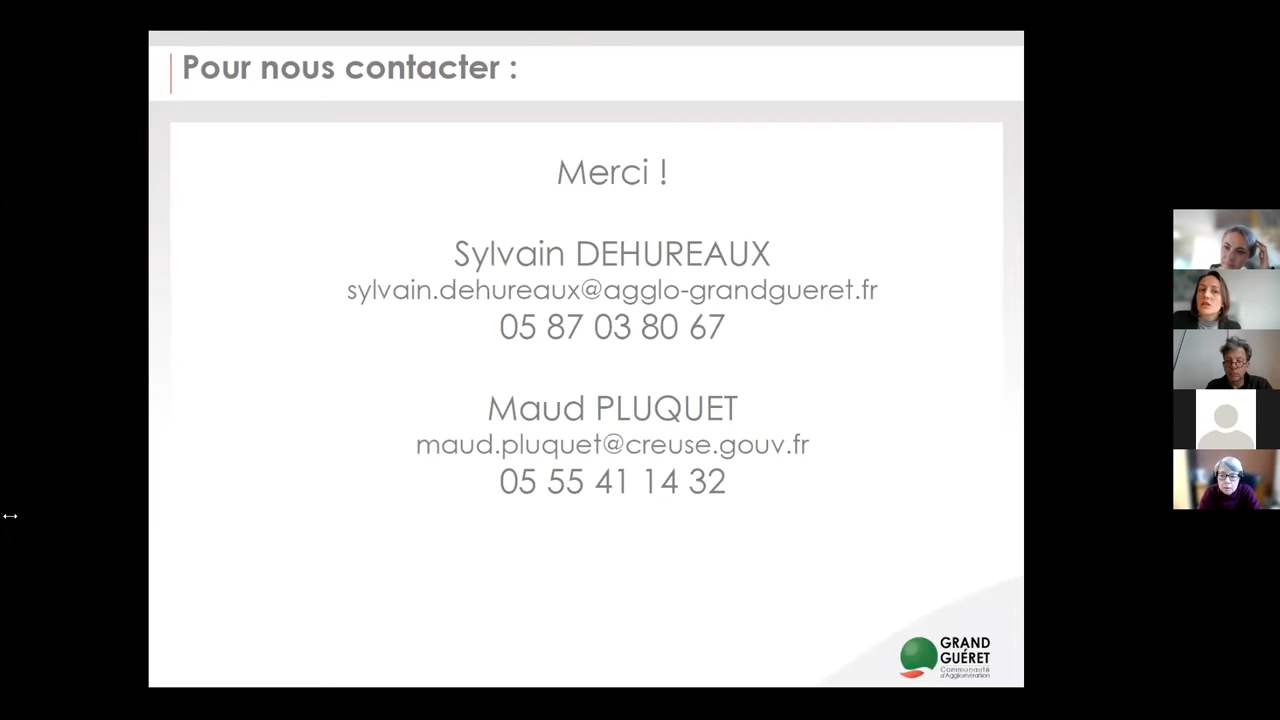 Pour nous contacter :
Merci !
Sylvain DEHUREAUX
sylvain.dehureaux@agglo-grandgueret.fr
05 87 03 80 67
Maud PLUQUET
maud.pluquet@creuse.gouv.fr
05 55 41 14 32
GRAND
GUÉRET
Communauté
d'Agglomération